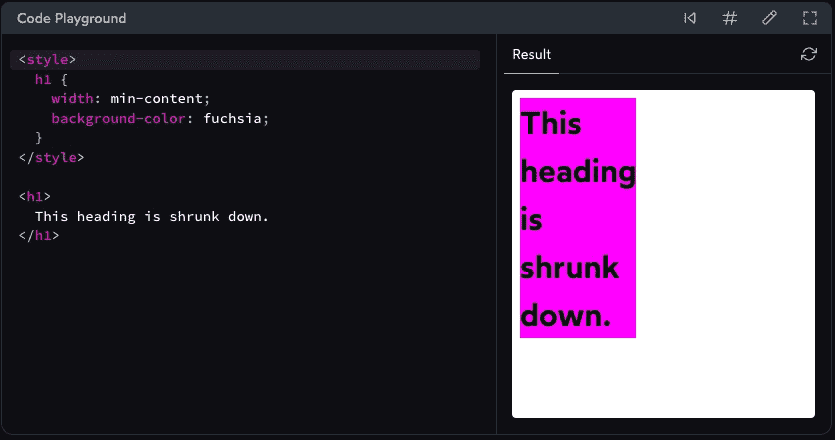 Code Playground
<style>
h1 {
width: min-content;
background-color: fuchsia;
}
</style>
<h1>
This heading is shrunk down.
</h1>
Result
This
heading
is
shrunk
down.